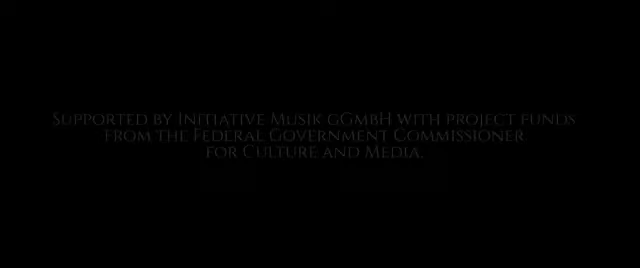 Supported by Initiative Musik gGmbH with project funds
from the Federal Government Commissioner
for Culture and Media.